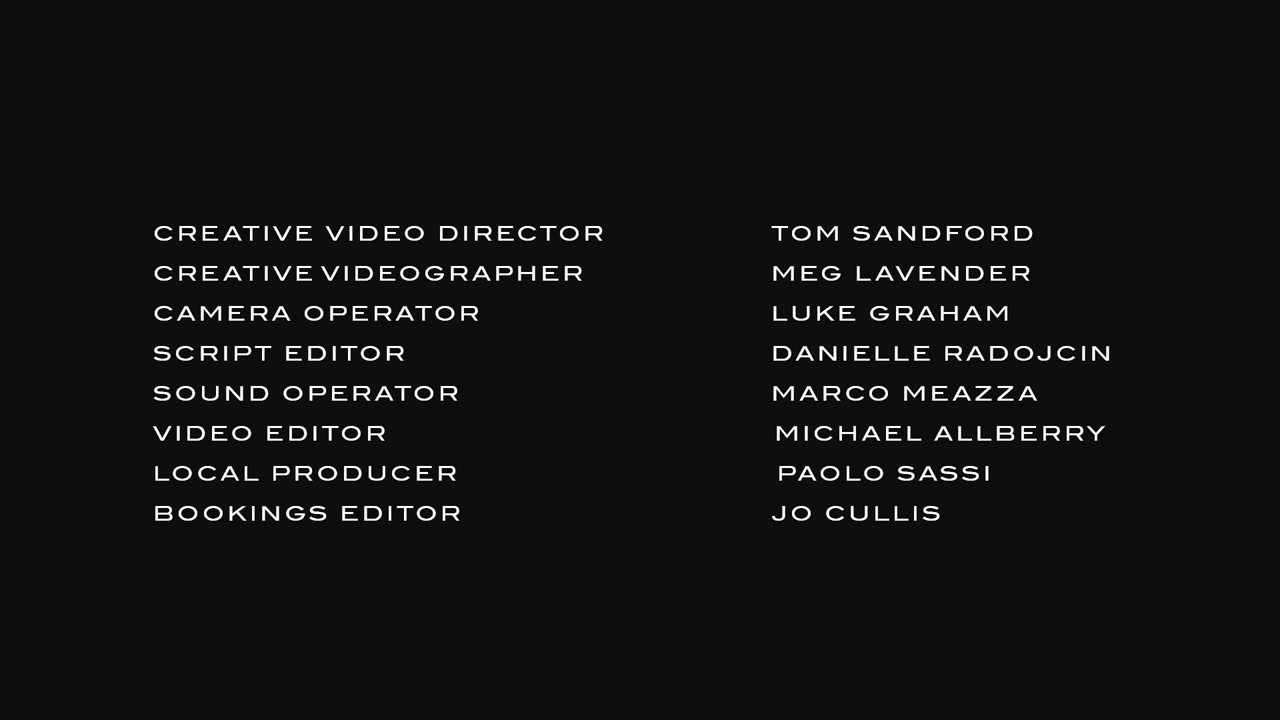 CREATIVE VIDEO DIRECTOR TOM SANDFORD
CREATIVE VIDEOGRAPHER MEG LAVENDER
CAMERA OPERATOR LUKE GRAHAM
SCRIPT EDITOR DANIELLE RADOJCIN
SOUND OPERATOR MARCO MEAZZA
VIDEO EDITOR MICHAEL ALLBERRY
LOCAL PRODUCER PAOLO SASSI
BOOKINGS EDITOR JO CULLIS